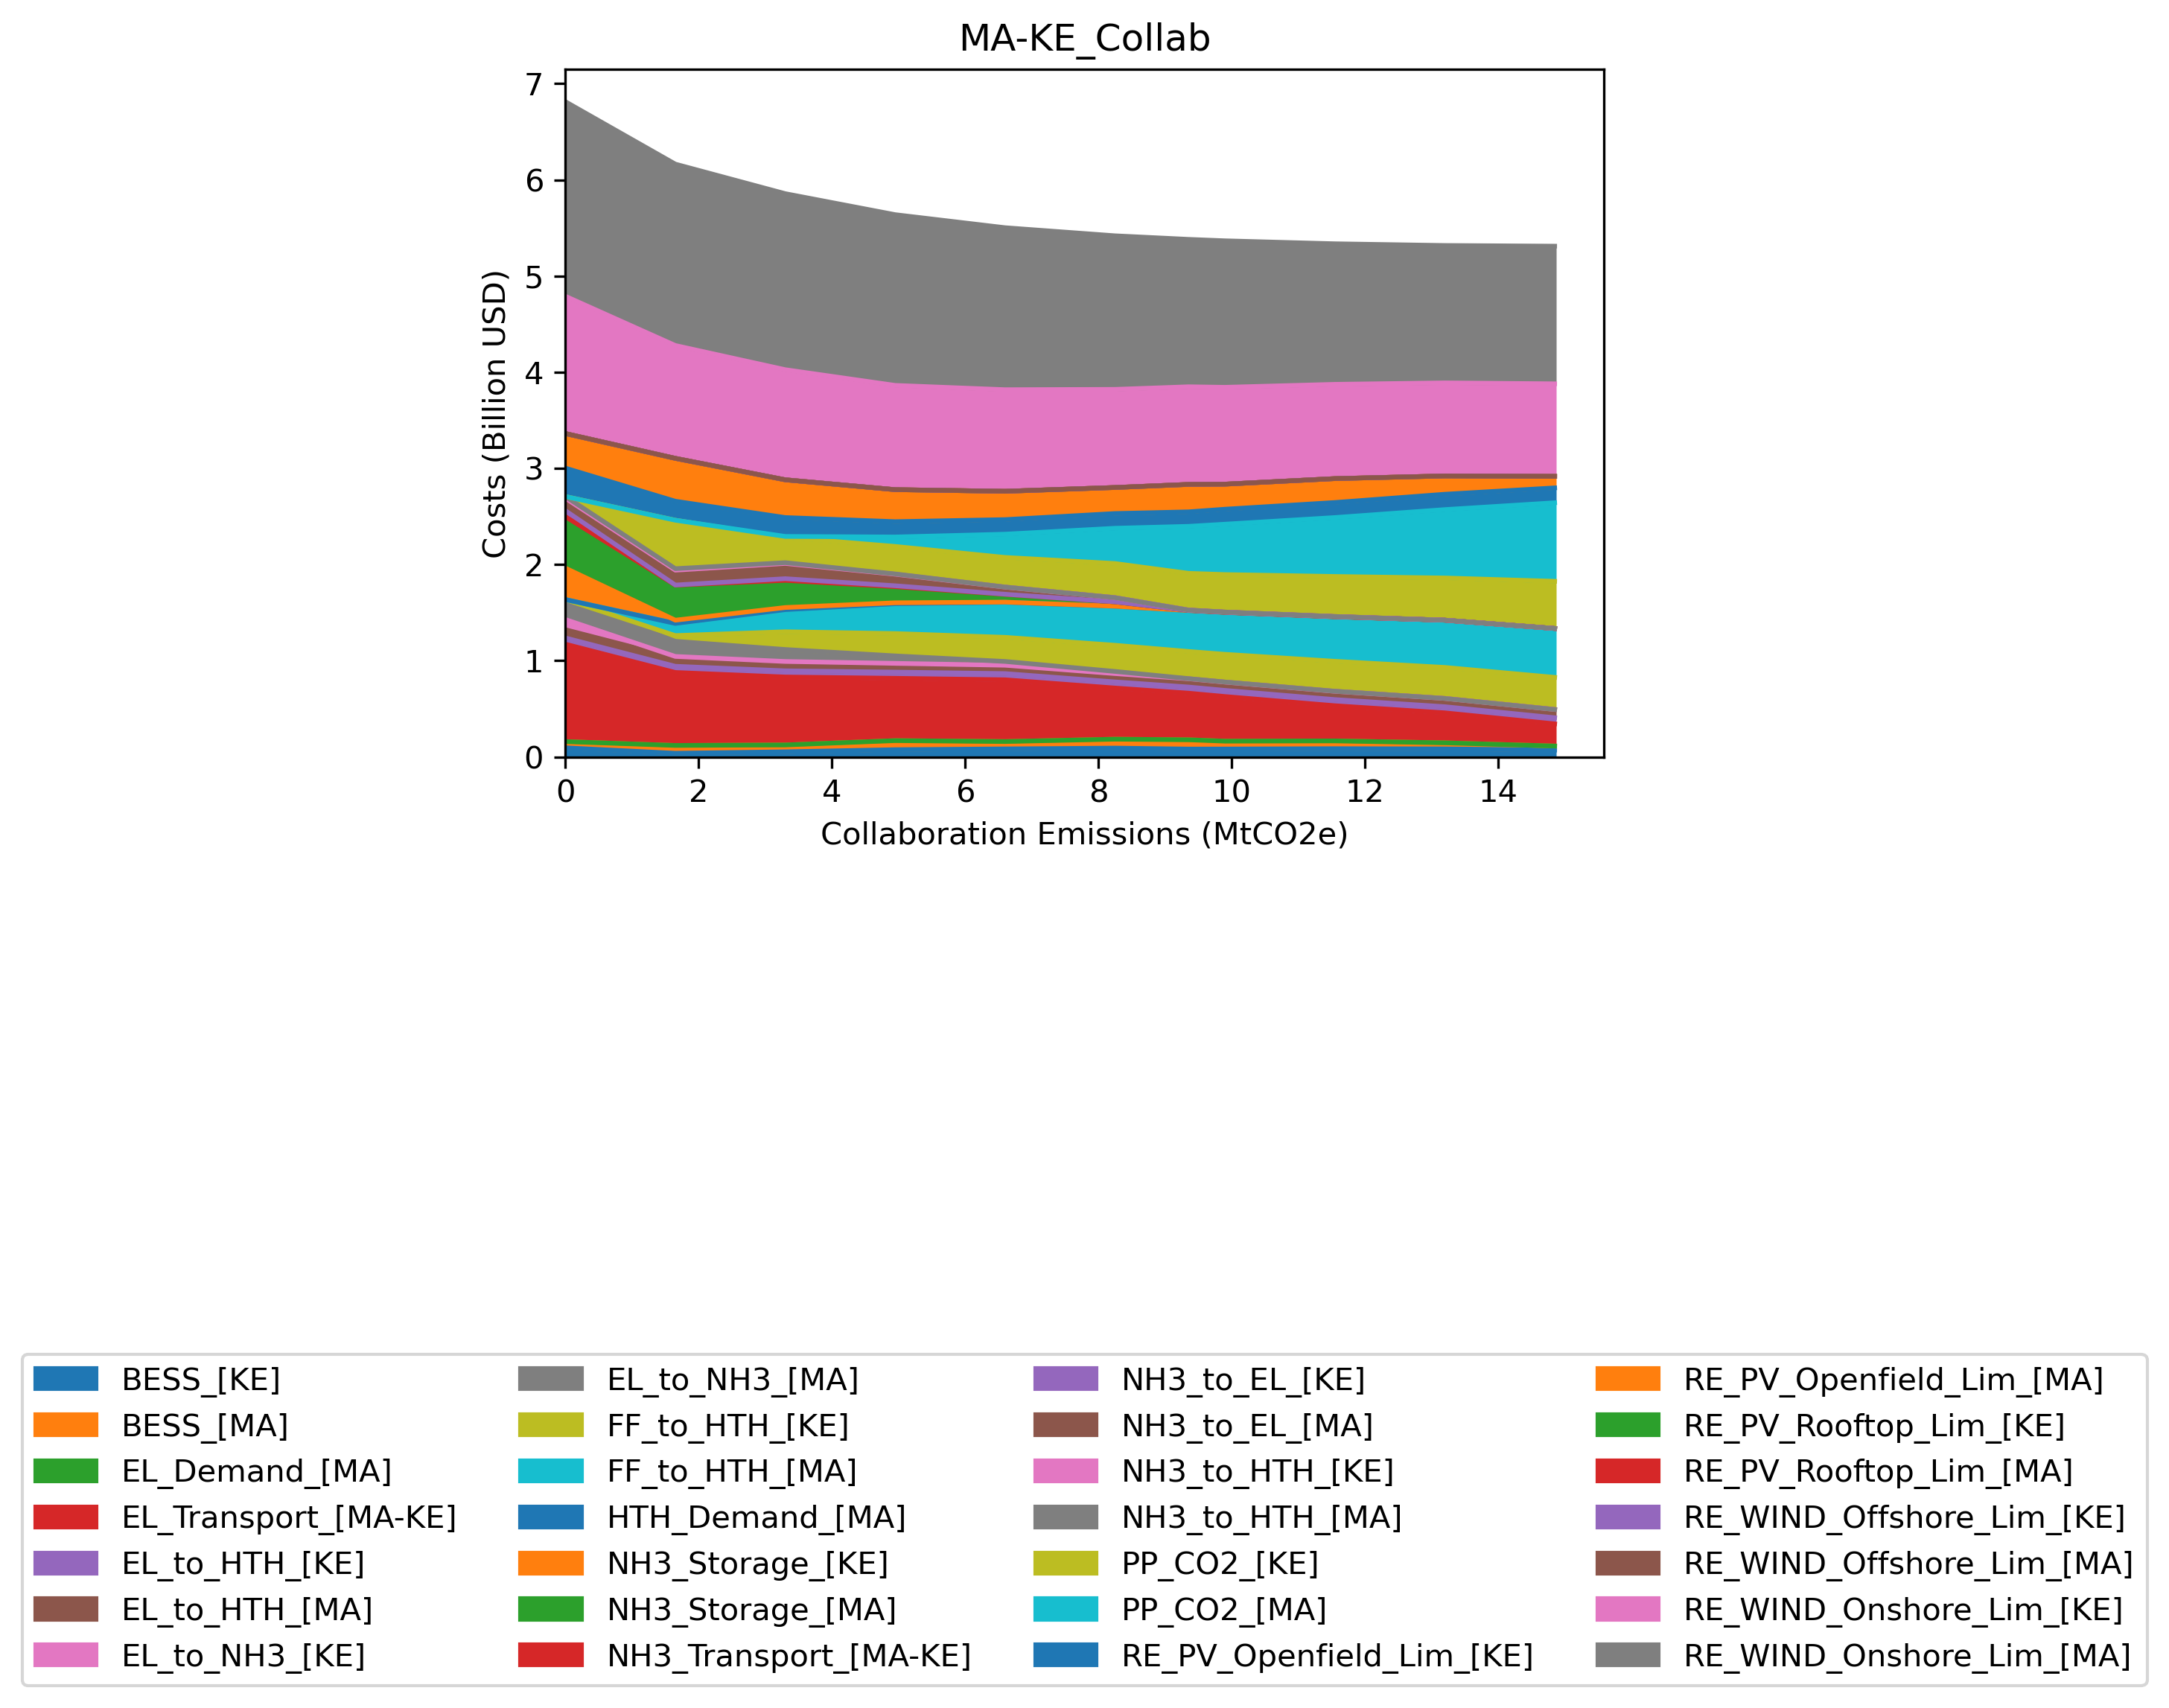 MA-KE_Collab
Costs (Billion USD)
7
6
5
4
3
2
1
0
0 2 4 6 8 10 12 14
Collaboration Emissions (MtCO2e)
BESS_[KE]
BESS_[MA]
EL_Demand_[MA]
EL_Transport_[MA-KE]
EL_to_HTH_[KE]
EL_to_HTH_[MA]
EL_to_NH3_[KE]
EL_to_NH3_[MA]
FF_to_HTH_[KE]
FF_to_HTH_[MA]
HTH_Demand_[MA]
NH3_Storage_[KE]
NH3_Storage_[MA]
NH3_Transport_[MA-KE]
NH3_to_EL_[KE]
NH3_to_EL_[MA]
NH3_to_HTH_[KE]
NH3_to_HTH_[MA]
PP_CO2_[KE]
PP_CO2_[MA]
RE_PV_Openfield_Lim_[KE]
RE_PV_Openfield_Lim_[MA]
RE_PV_Rooftop_Lim_[KE]
RE_PV_Rooftop_Lim_[MA]
RE_WIND_Offshore_Lim_[KE]
RE_WIND_Offshore_Lim_[MA]
RE_WIND_Onshore_Lim_[KE]
RE_WIND_Onshore_Lim_[MA]